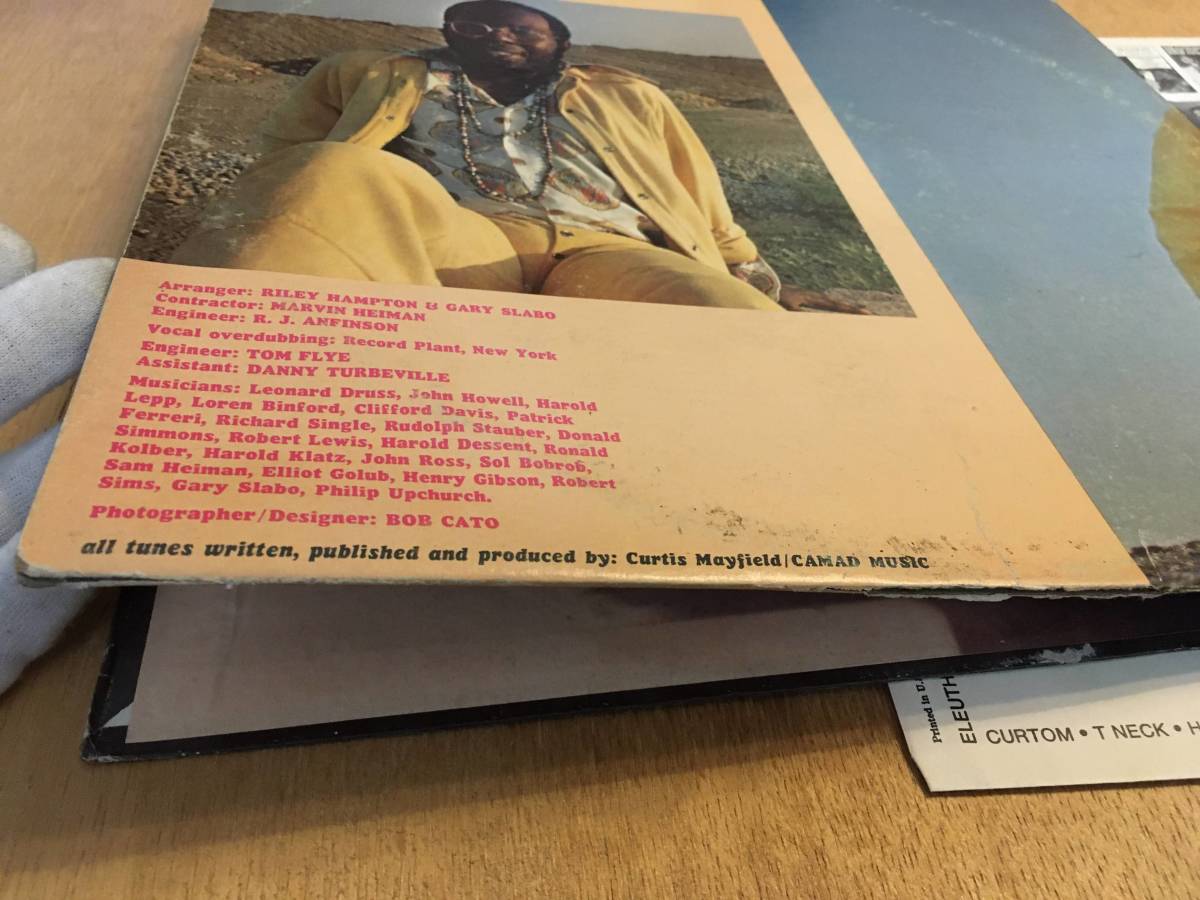 Arranger: RILEY HAMPTON & GARY SLABO
Contractor: MARVIN HEIMAN
Engineer: R. J. ANFINSON
Vocal overdubbing: Record Plant, New York
Engineer: TOM FLYE
Assistant: DANNY TURBEVILLE
Musicians: Leonard Druss, John Howell, Harold
Lepp, Loren Binford, Clifford Davis, Patrick
Ferreri, Richard Single, Rudolph Stauber, Donald
Simmons, Robert Lewis, Harold Dessent, Ronald
Kolber, Harold Klatz, John Ross, Sol Bobrob,
Sam Heiman, Elliot Golub, Henry Gibson, Robert
Sims, Gary Slabo, Philip Upchurch.
Photographer/Designer: BOB CATO
all tunes written, published and produced by: Curtis Mayfield/CAMAD MUSIC
Printed in U.
ELEUTH
CURTOM • T NECK • H